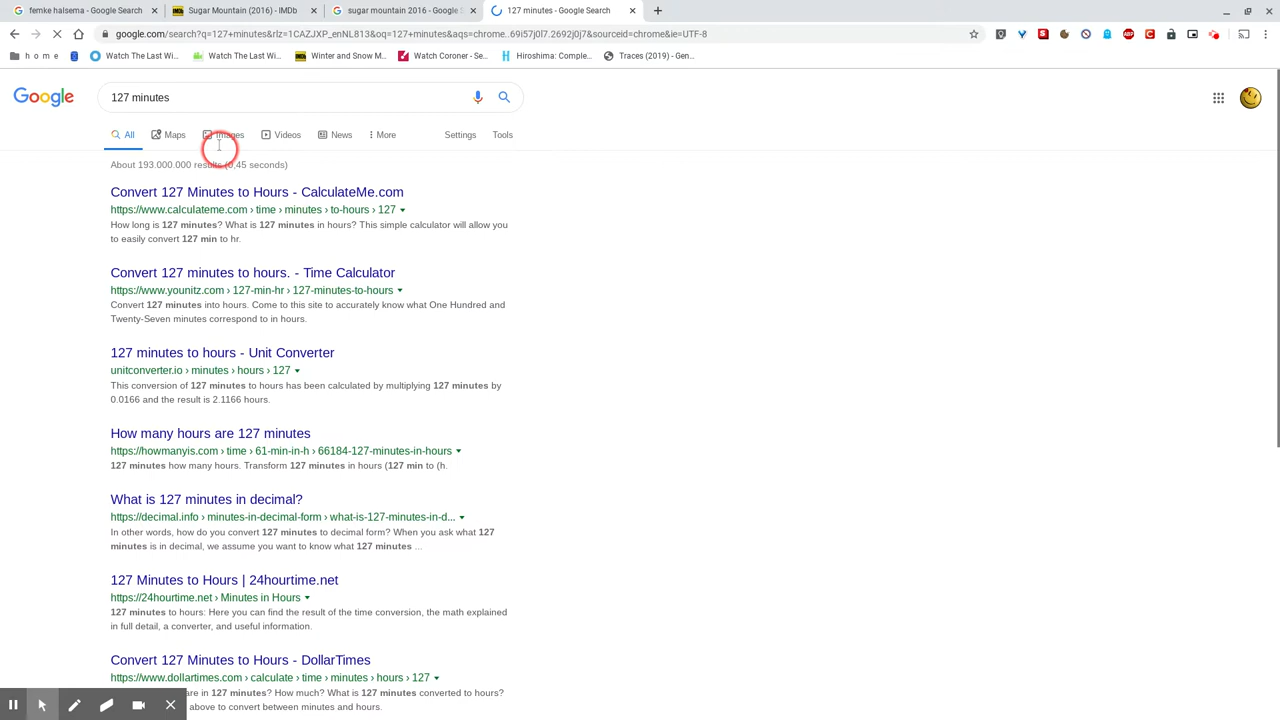 femke halsema - Google Search
Sugar Mountain (2016) - IMDb
sugar mountain 2016 - Google S
127 minutes - Google Search
google.com/search?q=127+minutes&rlz=1CAZJXP_enNL813&oq=127+minutes&aqs=chrome..69i57j0l7.2692j0j7&sourceid=chrome&ie=UTF-8
h o m e
Watch The Last Wi...
Watch The Last Wi...
Winter and Snow M...
Watch Coroner - Se...
Hiroshima: Comple...
Traces (2019) - Gen...
Google
127 minutes
All
Maps
Images
Videos
News
More
Settings
Tools
About 193.000.000 results (0,45 seconds)
Convert 127 Minutes to Hours - CalculateMe.com
https://www.calculateme.com › time › minutes › to-hours › 127
How long is 127 minutes? What is 127 minutes in hours? This simple calculator will allow you
to easily convert 127 min to hr.
Convert 127 minutes to hours. - Time Calculator
https://www.younitz.com › 127-min-hr › 127-minutes-to-hours
Convert 127 minutes into hours. Come to this site to accurately know what One Hundred and
Twenty-Seven minutes correspond to in hours.
127 minutes to hours - Unit Converter
unitconverter.io › minutes › hours › 127
This conversion of 127 minutes to hours has been calculated by multiplying 127 minutes by
0.0166 and the result is 2.1166 hours.
How many hours are 127 minutes
https://howmanyis.com › time › 61-min-in-h › 66184-127-minutes-in-hours
127 minutes how many hours. Transform 127 minutes in hours (127 min to (h.
What is 127 minutes in decimal?
https://decimal.info › minutes-in-decimal-form › what-is-127-minutes-in-d...
In other words, how do you convert 127 minutes to decimal form? When you ask what 127
minutes is in decimal, we assume you want to know what 127 minutes ...
127 Minutes to Hours | 24hourtime.net
https://24hourtime.net › Minutes in Hours
127 minutes to hours: Here you can find the result of the time conversion, the math explained
in full detail, a converter, and useful information.
Convert 127 Minutes to Hours - DollarTimes
https://www.dollartimes.com › calculate › time › minutes › hours › 127
are in 127 minutes? How much? What is 127 minutes converted to hours?
above to convert between minutes and hours.